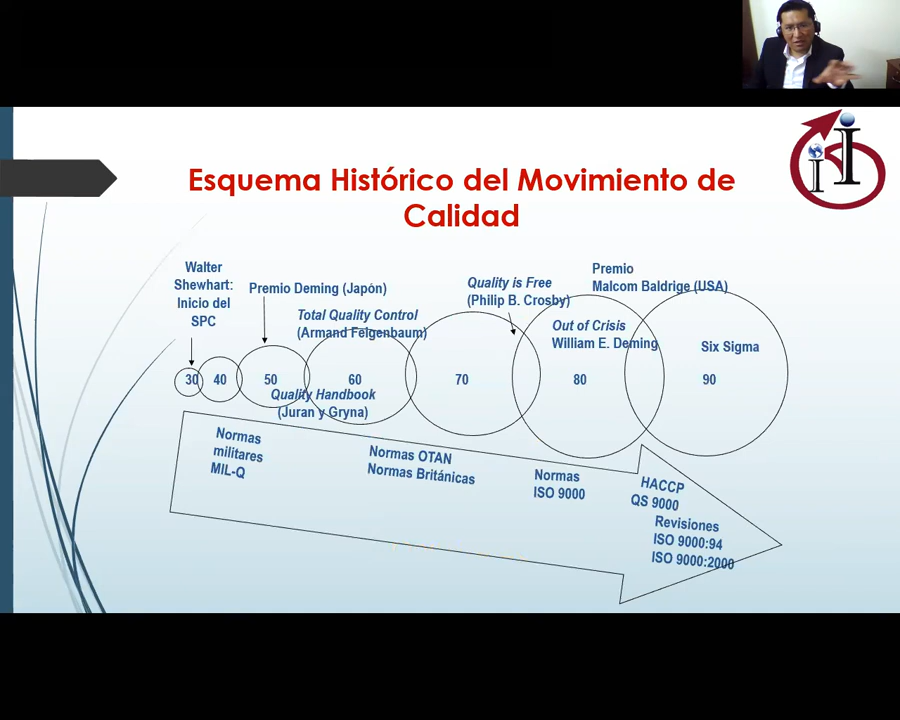 Esquema Histórico del Movimiento de
Calidad
Walter
Shewhart:
Inicio del
SPC
Premio Deming (Japón)
Total Quality Control
(Armand Feigenbaum)
Quality is Free
(Philip B. Crosby)
Premio
Malcom Baldrige (USA)
Out of Crisis
William E. Deming
Six Sigma
30
40
50
60
70
80
90
Quality Handbook
(Juran y Gryna)
Normas
militares
MIL-Q
Normas OTAN
Normas Británicas
Normas
ISO 9000
HACCP
QS 9000
Revisiones
ISO 9000:94
ISO 9000:2000